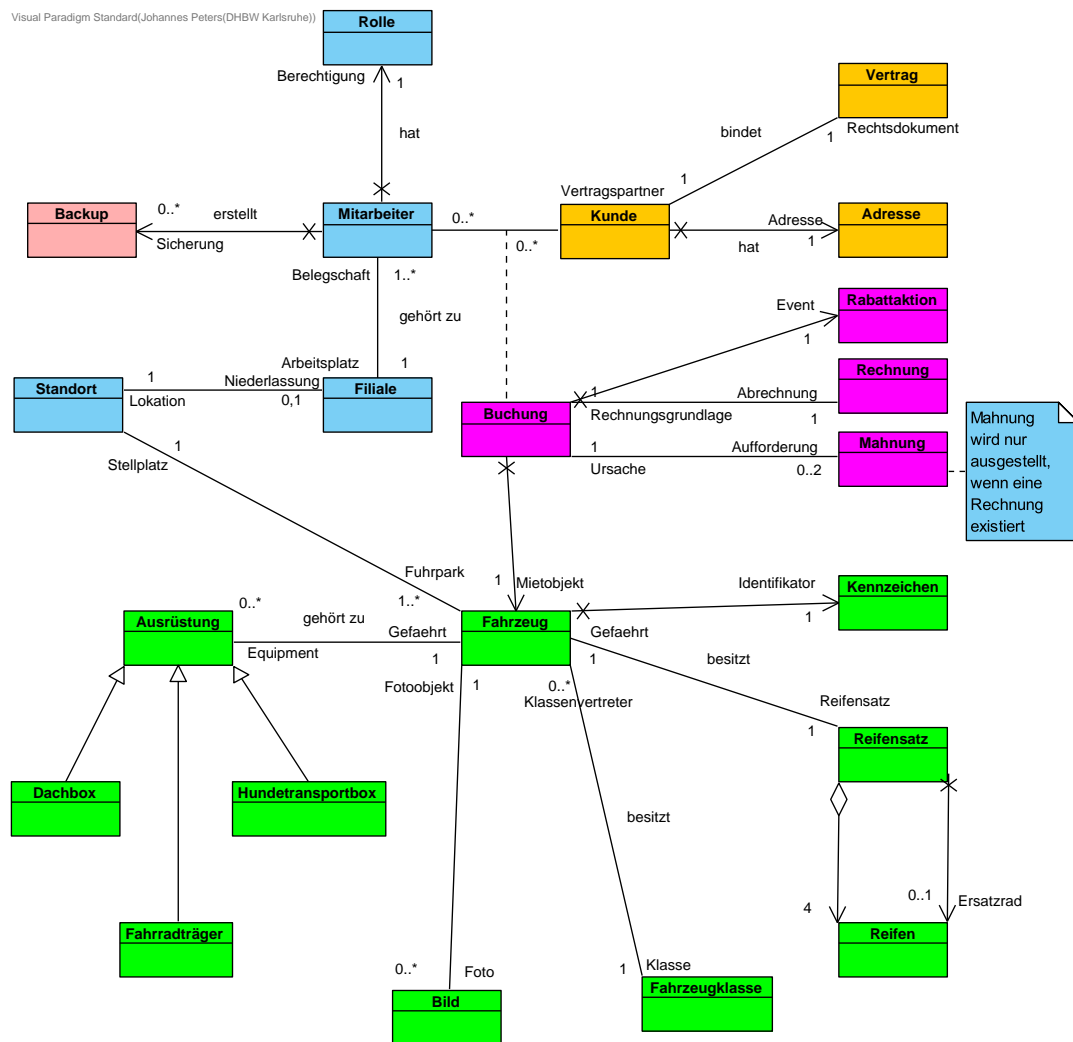 Visual Paradigm Standard(Johannes Peters(DHBW Karlsruhe))
Rolle
Berechtigung
1
hat
Vertrag
Rechtsdokument
1
bindet
1
Vertragspartner
Backup
0..*
erstellt
Sicherung
Mitarbeiter
0..*
0..*
Kunde
Adresse
1
hat
Adresse
Belegschaft
1..*
gehört zu
Arbeitsplatz
1
Event
1
Rabattaktion
Standort
1
Lokation
Niederlassung
0,1
Filiale
Buchung
1
Rechnungsgrundlage
Abrechnung
1
Rechnung
1
Ursache
Aufforderung
0..2
Mahnung
Mahnung
wird nur
ausgestellt,
wenn eine
Rechnung
existiert
1
Stellplatz
Fuhrpark
1..*
1
Mietobjekt
Identifikator
1
Kennzeichen
Ausrüstung
0..*
gehört zu
Equipment
Gefaehrt
1
Fahrzeug
Gefaehrt
1
besitzt
Reifensatz
1
Reifensatz
Fotoobjekt
1
0..*
Klassenvertreter
Dachbox
Hundetransportbox
besitzt
Fahrradträger
4
0..1
Ersatzrad
Reifen
0..*
Foto
Bild
1
Klasse
Fahrzeugklasse